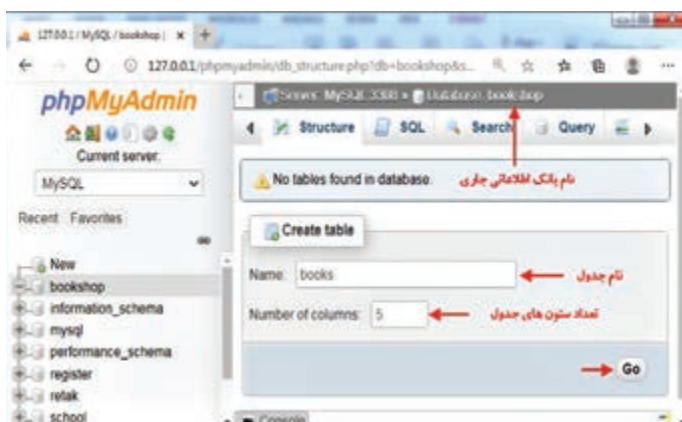 127.0.0.1 / MySQL / bookshop |
127.0.0.1/phpmyadmin/db_structure.php?db=bookshop&s...
phpMyAdmin
Server: MySQL:3308 » Database: bookshop
Structure SQL Search Query
Current server:
MySQL
No tables found in database. نام بانک اطلاعاتی جاری
Recent Favorites
Create table
New
bookshop
Name: books نام جدول
information_schema
Number of columns: 5 تعداد ستون های جدول
mysql
performance_schema
register
Go
retak
school
Console